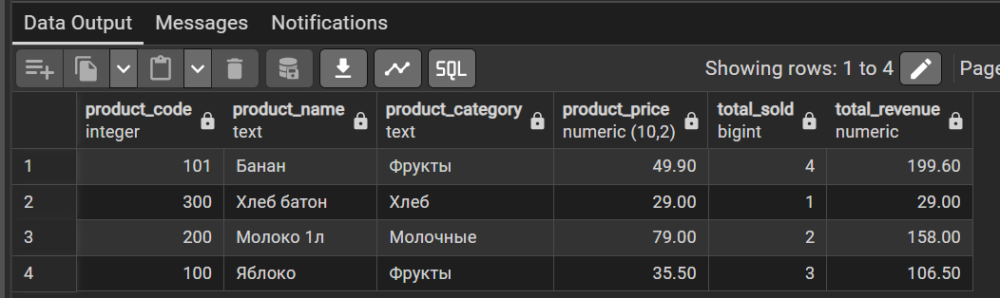 Data Output Messages Notifications
SQL Showing rows: 1 to 4 Page
product_code product_name product_category product_price total_sold total_revenue
integer text text numeric (10,2) bigint numeric
1 101 Банан Фрукты 49.90 4 199.60
2 300 Хлеб батон Хлеб 29.00 1 29.00
3 200 Молоко 1л Молочные 79.00 2 158.00
4 100 Яблоко Фрукты 35.50 3 106.50